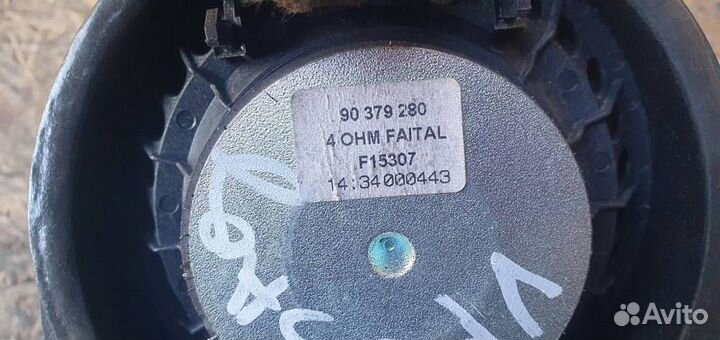 90 379 280
4 OHM FAITAL
F15307
14:34000443
Avito